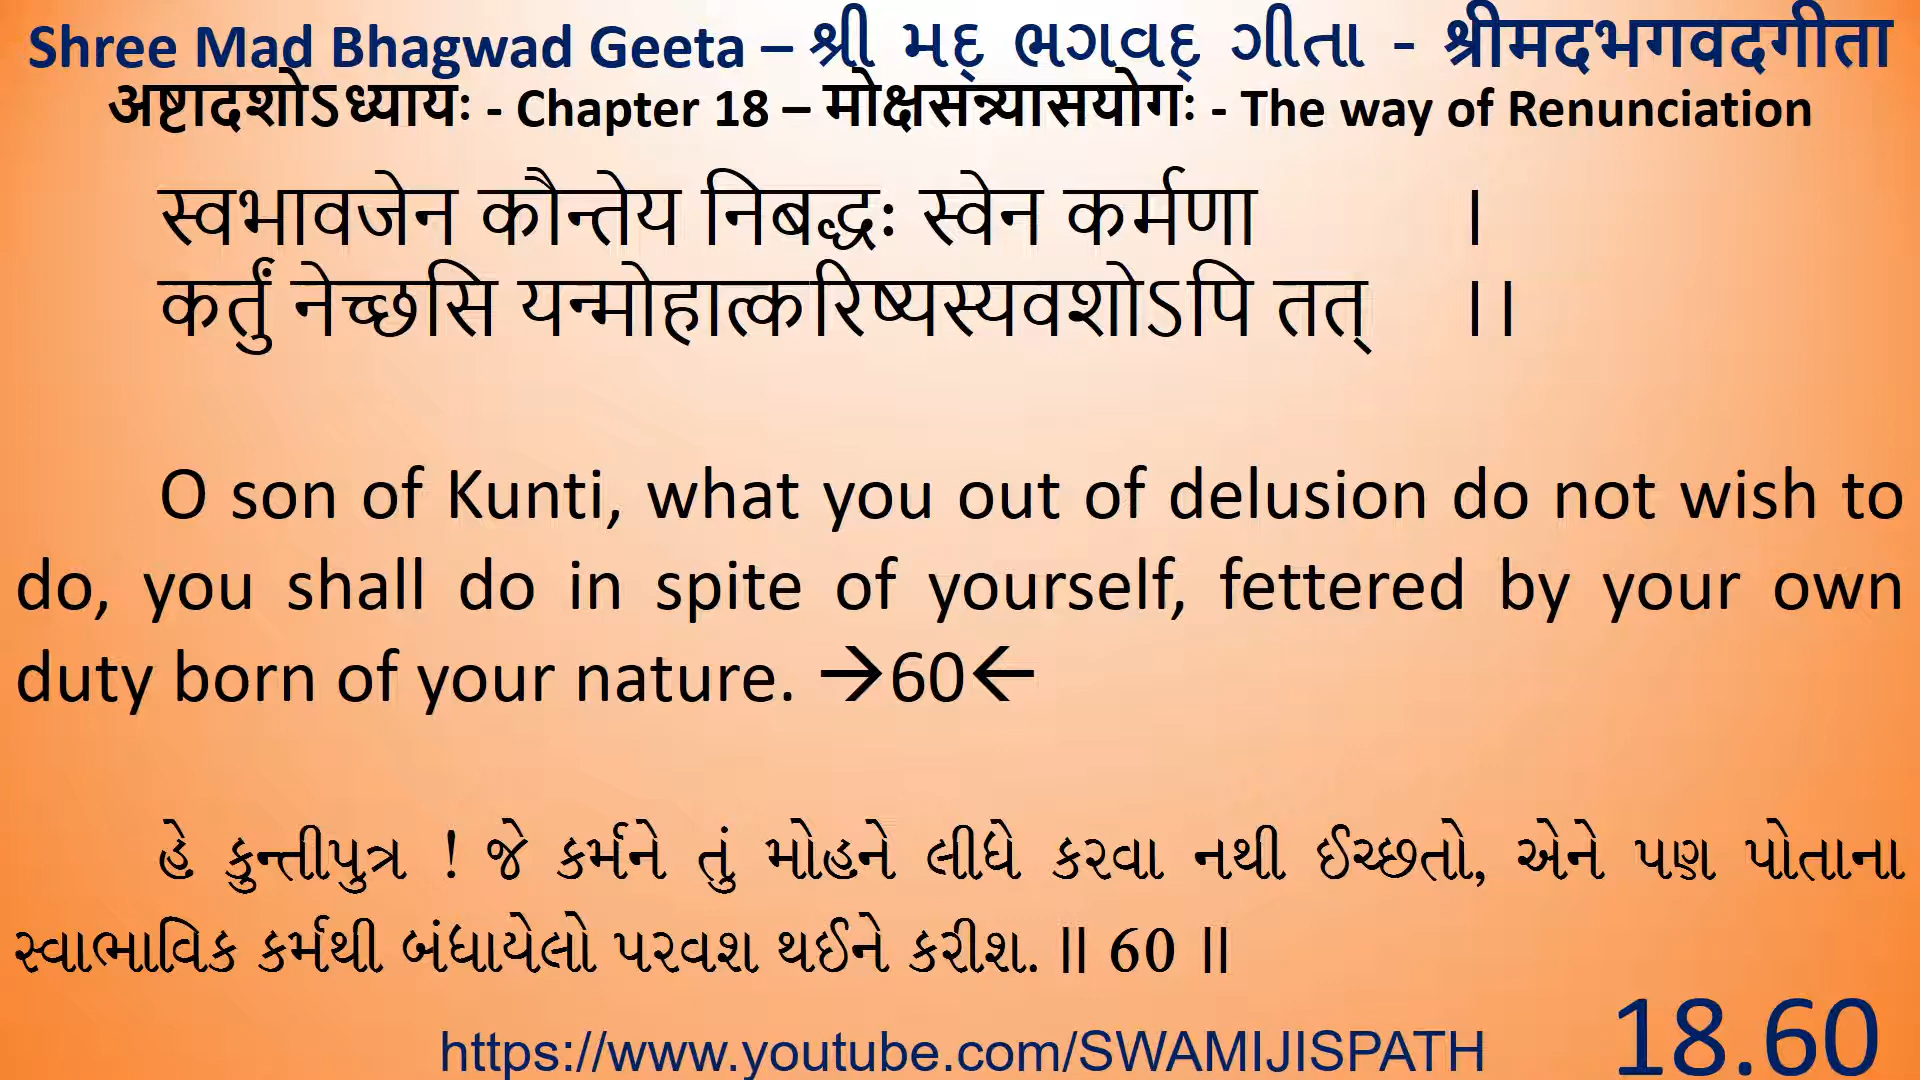 Shree Mad Bhagwad Geeta – શ્રી મદ્ ભગવદ્ ગીતા - श्रीमदभगवदगीता
अष्टादशोऽध्यायः - Chapter 18 – मोक्षसंन्यासयोगः - The way of Renunciation
स्वभावजेन कौन्तेय निबद्धः स्वेन कर्मणा ।
कर्तुं नेच्छसि यन्मोहात्करिष्यस्यवशोऽपि तत् ।।
O son of Kunti, what you out of delusion do not wish to
do, you shall do in spite of yourself, fettered by your own
duty born of your nature. →60←
હે કુન્તીપુત્ર ! જે કર્મને તું મોહને લીધે કરવા નથી ઈચ્છતો, એને પણ પોતાના
સ્વાભાવિક કર્મથી બંધાયેલો પરવશ થઈને કરીશ. ॥ 60 ॥
https://www.youtube.com/SWAMIJISPATH
18.60